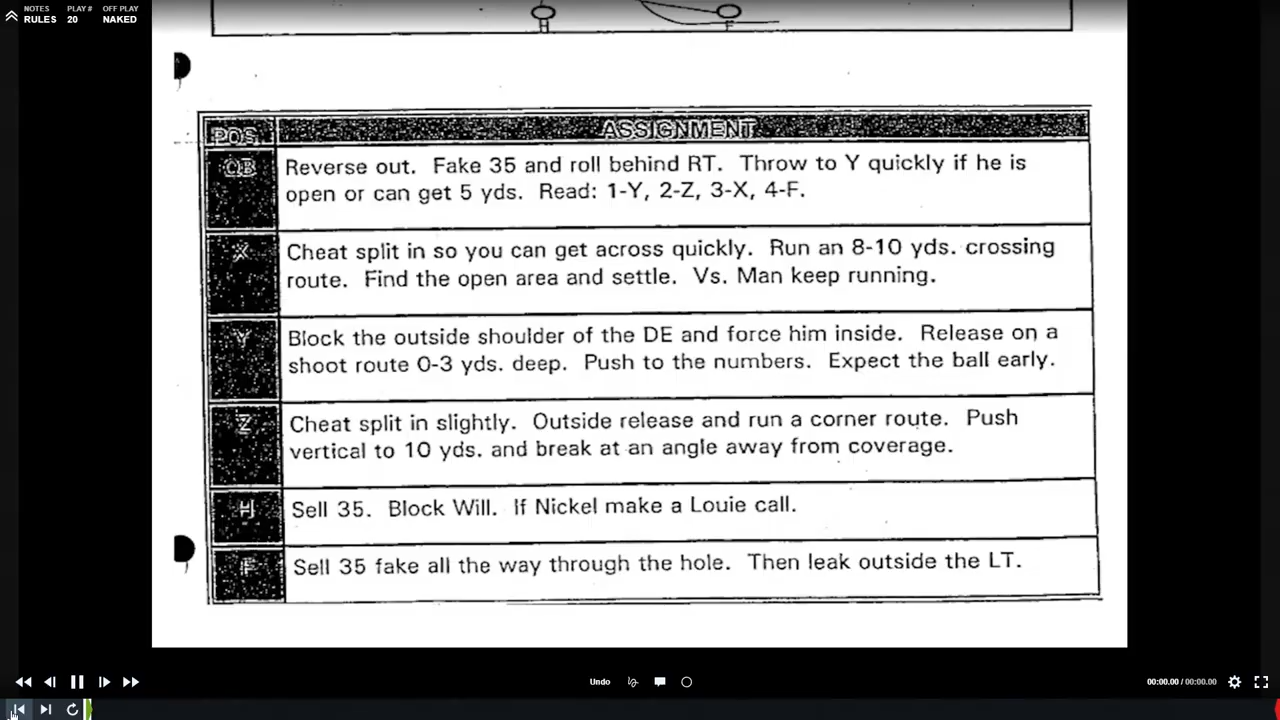 NOTES PLAY # OFF PLAY
RULES 20 NAKED
H F
POS ASSIGNMENT
QB Reverse out. Fake 35 and roll behind RT. Throw to Y quickly if he is
open or can get 5 yds. Read: 1-Y, 2-Z, 3-X, 4-F.
X Cheat split in so you can get across quickly. Run an 8-10 yds. crossing
route. Find the open area and settle. Vs. Man keep running.
Y Block the outside shoulder of the DE and force him inside. Release on a
shoot route 0-3 yds. deep. Push to the numbers. Expect the ball early.
Z Cheat split in slightly. Outside release and run a corner route. Push
vertical to 10 yds. and break at an angle away from coverage.
H Sell 35. Block Will. If Nickel make a Louie call.
F Sell 35 fake all the way through the hole. Then leak outside the LT.
Undo 00:00.00 / 00:00.00